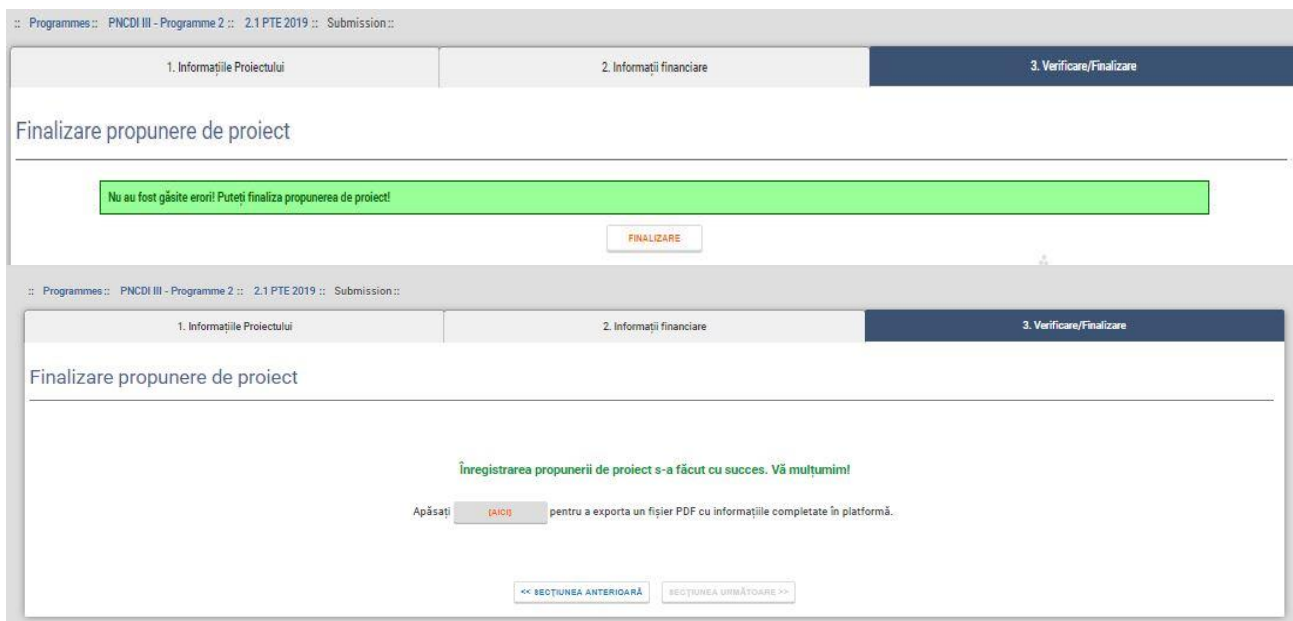 :: Programmes :: PNCDI III - Programme 2 :: 2.1 PTE 2019 :: Submission ::
1. Informațiile Proiectului
2. Informații financiare
3. Verificare/Finalizare
Finalizare propunere de proiect
Nu au fost găsite erori! Puteți finaliza propunerea de proiect!
FINALIZARE
:: Programmes :: PNCDI III - Programme 2 :: 2.1 PTE 2019 :: Submission ::
1. Informațiile Proiectului
2. Informații financiare
3. Verificare/Finalizare
Finalizare propunere de proiect
Înregistrarea propunerii de proiect s-a făcut cu succes. Vă mulțumim!
Apăsați [AICI] pentru a exporta un fișier PDF cu informațiile completate în platformă.
<< SECȚIUNEA ANTERIOARĂ
SECȚIUNEA URMĂTOARE >>